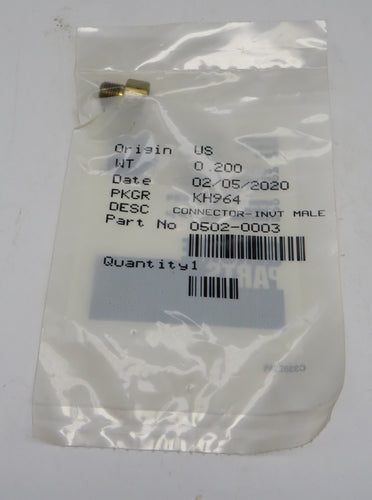 Origin US
WT 0.200
Date 02/05/2020
PKGR KH964
DESC CONNECTOR-INVT MALE
Part No 0502-0003
PARTS
Quantity1